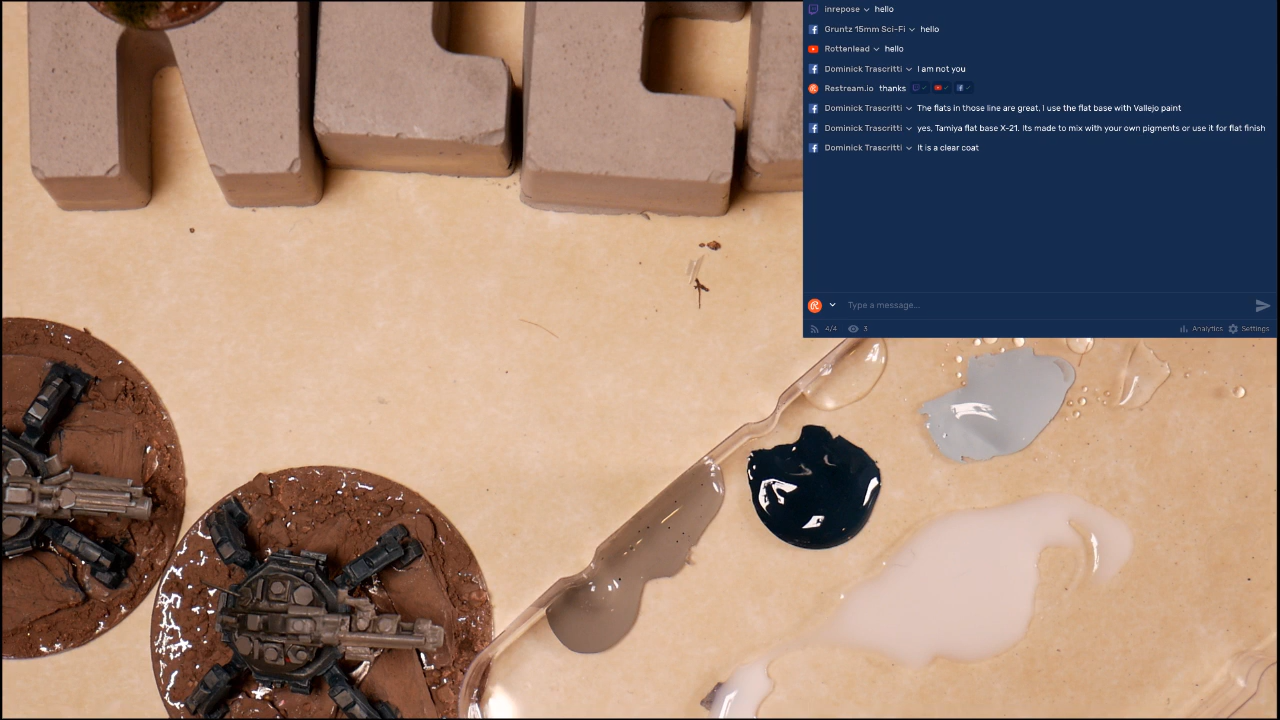 inrepose hello
Gruntz 15mm Sci-Fi hello
Rottenlead hello
Dominick Trascritti I am not you
Restream.io thanks
Dominick Trascritti The flats in those line are great. I use the flat base with Vallejo paint
Dominick Trascritti yes, Tamiya flat base X-21. Its made to mix with your own pigments or use it for flat finish
Dominick Trascritti It is a clear coat
Type a message...
4/4 3 Analytics Settings